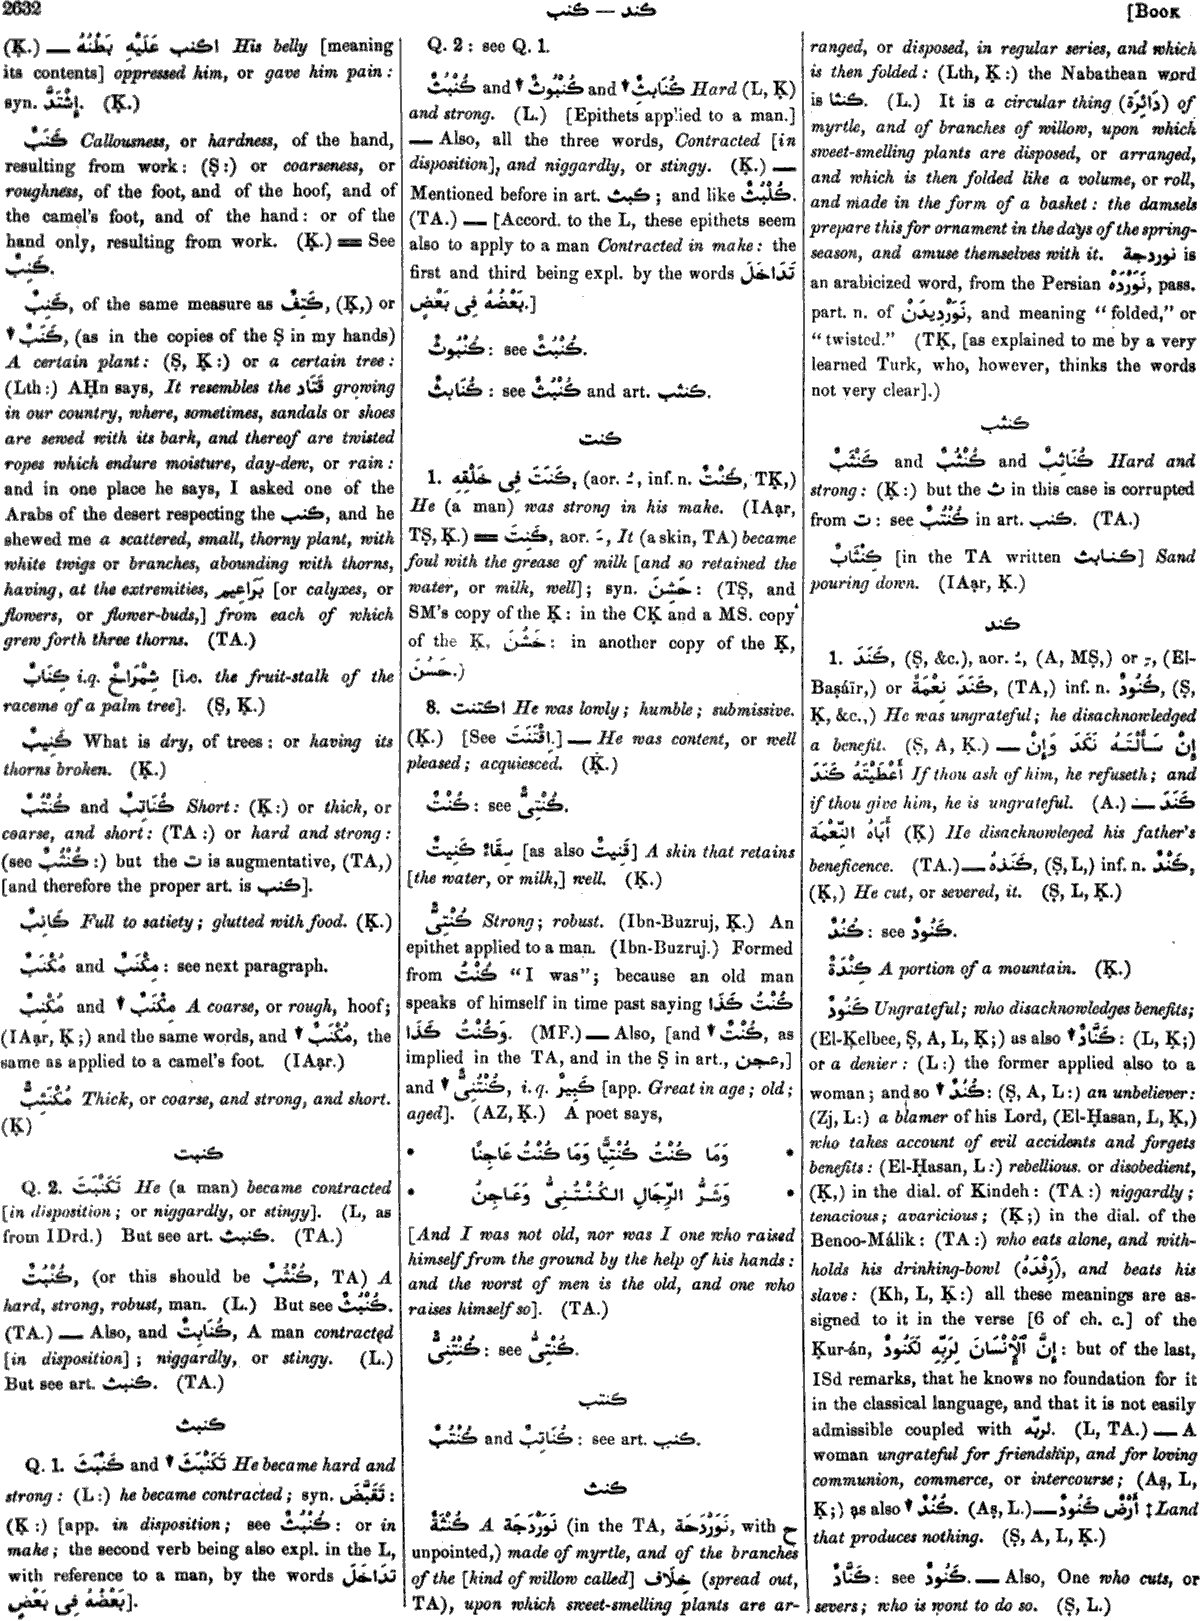 2632
كند — كنب
[BOOK
(Ḳ.) — اكنب عَلَيْهِ بَطْنُهُ His belly [meaning
its contents] oppressed him, or gave him pain:
syn. إِشْتَدَّ. (Ḳ.)
كَنَبٌ Callousness, or hardness, of the hand,
resulting from work: (Ṣ:) or coarseness, or
roughness, of the foot, and of the hoof, and of
the camel's foot, and of the hand: or of the
hand only, resulting from work. (Ḳ.) == See
كَنِبٌ.
كَنِبٌ, of the same measure as كَتِفٌ, (Ḳ,) or
كَنَبٌ, (as in the copies of the Ṣ in my hands)
A certain plant: (Ṣ, Ḳ:) or a certain tree:
(Lth:) AḤn says, It resembles the قَتَاد growing
in our country, where, sometimes, sandals or shoes
are sewed with its bark, and thereof are twisted
ropes which endure moisture, day-dew, or rain:
and in one place he says, I asked one of the
Arabs of the desert respecting the كنب, and he
shewed me a scattered, small, thorny plant, with
white twigs or branches, abounding with thorns,
having, at the extremities, بَرَاعِيم [or calyxes, or
flowers, or flower-buds,] from each of which
grew forth three thorns. (TA.)
كِنَابٌ i.q. شِمْرَاخٌ [i.e. the fruit-stalk of the
raceme of a palm tree]. (Ṣ, Ḳ.)
كَنِيبٌ What is dry, of trees: or having its
thorns broken. (Ḳ.)
كُنْتُبٌ and كُنَاتِبٌ Short: (Ḳ:) or thick, or
coarse, and short: (TA:) or hard and strong:
(see كُنْثُبٌ:) but the ت is augmentative, (TA,)
[and therefore the proper art. is كنب].
كَانِبٌ Full to satiety; glutted with food. (Ḳ.)
مُكْنَبٌ and مِكْنَبٌ: see next paragraph.
مُكْنِبٌ and مِكْنَبٌ A coarse, or rough, hoof;
(IAạr, Ḳ;) and the same words, and مُكْنَبٌ, the
same as applied to a camel's foot. (IAạr.)
مُكْنَئِبٌّ Thick, or coarse, and strong, and short.
(Ḳ)
كنبت
Q. 2. تَكَنْبَتَ He (a man) became contracted
[in disposition; or niggardly, or stingy]. (L, as
from IDrd.) But see art. كنبث. (TA.)
كُنْبُتٌ, (or this should be كُنْتُبٌ, TA) A
hard, strong, robust, man. (L.) But see كُنْبُثٌ.
(TA.) — Also, and كُنَابِتٌ, A man contracted
[in disposition]; niggardly, or stingy. (L.)
But see art. كنبث. (TA.)
كنبث
Q. 1. كَنْبَثَ and تَكَنْبَثَ He became hard and
strong: (L:) he became contracted; syn. تَقَبَّضَ:
(Ḳ:) [app. in disposition; see كُنْبُثٌ: or in
make; the second verb being also expl. in the L,
with reference to a man, by the words تَدَاخَلَ
بَعْضُهُ فِى بَعْضٍ].
Q. 2: see Q. 1.
كُنْبُثٌ and كُنْبُوثٌ and كُنَابِثٌ Hard (L, Ḳ)
and strong. (L.) [Epithets applied to a man.]
— Also, all the three words, Contracted [in
disposition], and niggardly, or stingy. (Ḳ.) —
Mentioned before in art. كبث; and like كُلْبُثٌ.
(TA.) — [Accord. to the L, these epithets seem
also to apply to a man Contracted in make: the
first and third being expl. by the words تَدَاخَلَ
بَعْضُهُ فِى بَعْضٍ.]
كُنْبُوثٌ: see كُنْبُثٌ.
كُنَابِثٌ: see كُنْبُثٌ and art. كنثب.
كنت
1. كَنَتَ فِى خَلْقِهِ, (aor. ـُ, inf. n. كَنْتٌ, TḲ,)
He (a man) was strong in his make. (IAạr,
TṢ, Ḳ.) == كَنِتَ, aor. ـَ, It (a skin, TA) became
foul with the grease of milk [and so retained the
water, or milk, well]; syn. خَشِنَ: (TṢ, and
SM's copy of the Ḳ: in the CḲ and a MS. copy
of the Ḳ, خَشُنَ: in another copy of the Ḳ,
حَسُنَ.)
8. اكتنت He was lowly; humble; submissive.
(Ḳ.) [See اِقْتَنَتَ.] — He was content, or well
pleased; acquiesced. (Ḳ.)
كُنْتٌ: see كُنْتِىٌّ.
سِقَاءٌ كَنِيتٌ [as also قَنِيتٌ] A skin that retains
[the water, or milk,] well. (Ḳ.)
كُنْتِىٌّ Strong; robust. (Ibn-Buzruj, Ḳ.) An
epithet applied to a man. (Ibn-Buzruj.) Formed
from كُنْتُ "I was"; because an old man
speaks of himself in time past saying كُنْتُ كَذَا
وَكُنْتُ كَذَا. (MF.) — Also, [and كُنْتٌ, as
implied in the TA, and in the Ṣ in art., عجن,]
and كُنْتُنِىٌّ, i.q. كَبِيرٌ [app. Great in age; old;
aged]. (AZ, Ḳ.) A poet says,
* وَمَا كُنْتُ كُنْتِيًّا وَمَا كُنْتُ عَاجِنًا *
* وَشَرُّ الرِّجَالِ الكُنْتُنِىُّ وَعَاجِنُ *
[And I was not old, nor was I one who raised
himself from the ground by the help of his hands:
and the worst of men is the old, and one who
raises himself so]. (TA.)
كُنْتُنِىٌّ: see كُنْتِىٌّ.
كنتب
كُنْتُبٌ and كُنَاتِبٌ: see art. كنب.
كنث
كُنْثَةٌ A نَوَرْدَجَة (in the TA, نَوَرْدَحَة, with ح
unpointed,) made of myrtle, and of the branches
of the [kind of willow called] خِلَاف (spread out,
TA), upon which sweet-smelling plants are ar-
ranged, or disposed, in regular series, and which
is then folded: (Lth, Ḳ:) the Nabathean word
is كنثا. (L.) It is a circular thing (دَائِرَة) of
myrtle, and of branches of willow, upon which
sweet-smelling plants are disposed, or arranged,
and which is then folded like a volume, or roll,
and made in the form of a basket: the damsels
prepare this for ornament in the days of the spring-
season, and amuse themselves with it. نوردجة is
an arabicized word, from the Persian نَوَرْدَهْ, pass.
part. n. of نَوَرْدِيدَنْ, and meaning "folded," or
"twisted." (TḲ, [as explained to me by a very
learned Turk, who, however, thinks the words
not very clear].)
كنثب
كَنْثَبٌ and كُنْثُبٌ and كُنَاثِبٌ Hard and
strong: (Ḳ:) but the ث in this case is corrupted
from ت: see كُنْتُبٌ in art. كنب. (TA.)
كِنْثَابٌ [in the TA written كنابث] Sand
pouring down. (IAạr, Ḳ.)
كند
1. كَنَدَ, (Ṣ, &c.), aor. ـُ, (A, MṢ,) or ـِ, (El-
Baṣáïr,) or كَنَدَ نِعْمَةً, (TA,) inf. n. كُنُودٌ, (Ṣ,
Ḳ, &c.,) He was ungrateful; he disacknowledged
a benefit. (Ṣ, A, Ḳ.) — إِنْ سَأَلْتَهُ نَكَدَ وَإِنْ
أَعْطَيْتَهُ كَنَدَ If thou ask of him, he refuseth; and
if thou give him, he is ungrateful. (A.) — كَنَدَ
أَبَاهُ النِّعْمَةَ (Ḳ) He disacknowleged his father's
beneficence. (TA.) — كَنَدَهُ, (Ṣ, L,) inf. n. كَنْدٌ,
(Ḳ,) He cut, or severed, it. (Ṣ, L, Ḳ.)
كُنُدٌ: see كَنُودٌ.
كِنْدَةٌ A portion of a mountain. (Ḳ.)
كَنُودٌ Ungrateful; who disacknowledges benefits;
(El-Kelbee, Ṣ, A, L, Ḳ;) as also كَنَّادٌ: (L, Ḳ;)
or a denier: (L:) the former applied also to a
woman; and so كُنُدٌ: (Ṣ, A, L:) an unbeliever:
(Zj, L:) a blamer of his Lord, (El-Ḥasan, L, Ḳ,)
who takes account of evil accidents and forgets
benefits: (El-Ḥasan, L:) rebellious. or disobedient,
(Ḳ,) in the dial. of Kindeh: (TA:) niggardly;
tenacious; avaricious; (Ḳ;) in the dial. of the
Benoo-Málik: (TA:) who eats alone, and with-
holds his drinking-bowl (رِفْدَهُ), and beats his
slave: (Kh, L, Ḳ:) all these meanings are as-
signed to it in the verse [6 of ch. c.] of the
Ḳur-án, إِنَّ ٱلْإِنْسَانَ لِرَبِّهِ لَكَنُودٌ: but of the last,
ISd remarks, that he knows no foundation for it
in the classical language, and that it is not easily
admissible coupled with لربّه. (L, TA.) — A
woman ungrateful for friendship, and for loving
communion, commerce, or intercourse; (Aṣ, L,
Ḳ;) as also كُنُدٌ. (Aṣ, L.) — أَرْضٌ كَنُودٌ ‡ Land
that produces nothing. (Ṣ, A, L, Ḳ.)
كَنَّادٌ: see كَنُودٌ. — Also, One who cuts, or
severs; who is wont to do so. (Ṣ, L.)